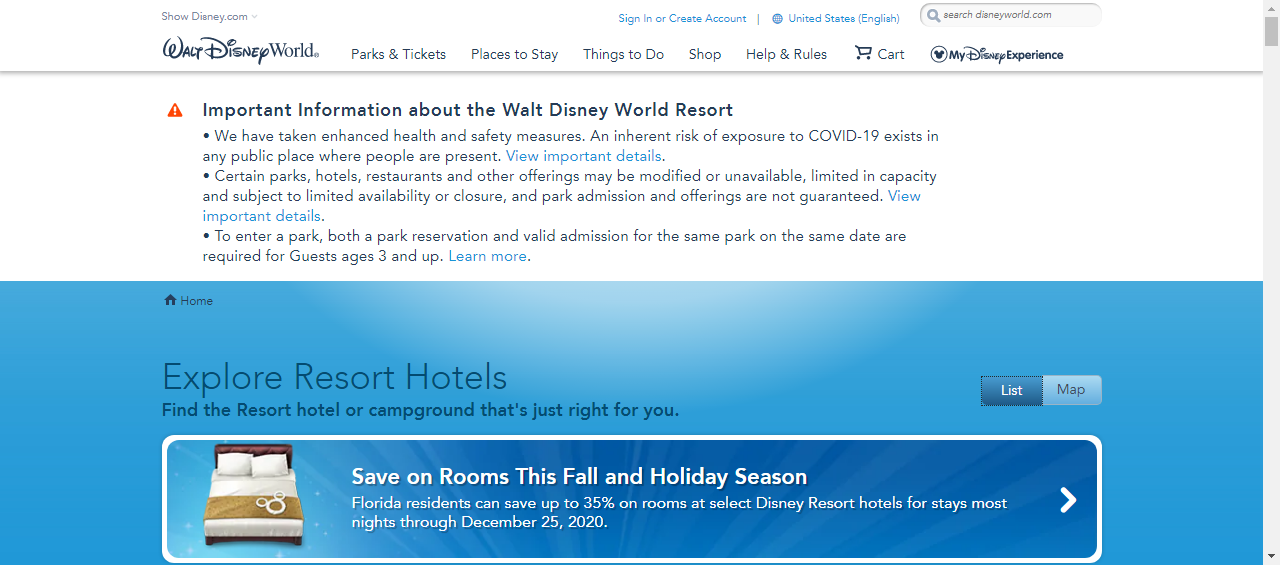 Show Disney.com
Sign In or Create Account | United States (English)
search disneyworld.com
Walt Disney World®
Parks & Tickets
Places to Stay
Things to Do
Shop
Help & Rules
Cart
My Disney Experience
Important Information about the Walt Disney World Resort
• We have taken enhanced health and safety measures. An inherent risk of exposure to COVID-19 exists in
any public place where people are present. View important details.
• Certain parks, hotels, restaurants and other offerings may be modified or unavailable, limited in capacity
and subject to limited availability or closure, and park admission and offerings are not guaranteed. View
important details.
• To enter a park, both a park reservation and valid admission for the same park on the same date are
required for Guests ages 3 and up. Learn more.
Home
Explore Resort Hotels
Find the Resort hotel or campground that's just right for you.
List
Map
Save on Rooms This Fall and Holiday Season
Florida residents can save up to 35% on rooms at select Disney Resort hotels for stays most
nights through December 25, 2020.